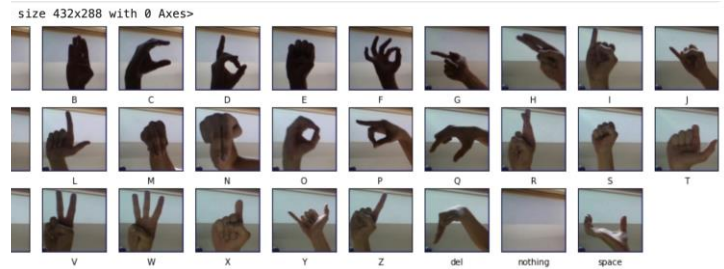 size 432x288 with 0 Axes>
B C D E F G H I J
L M N O P Q R S T
V W X Y Z del nothing space